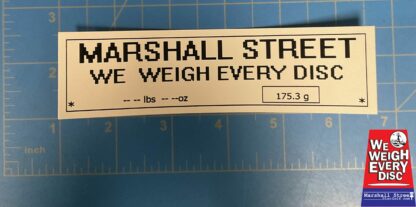 MARSHALL STREET
WE WEIGH EVERY DISC
-- -- lbs -- --oz
175.3 g
* *
inch
1
2
3
4
5
6
7
WE
WEIGH
EVERY
DISC
Marshall Street